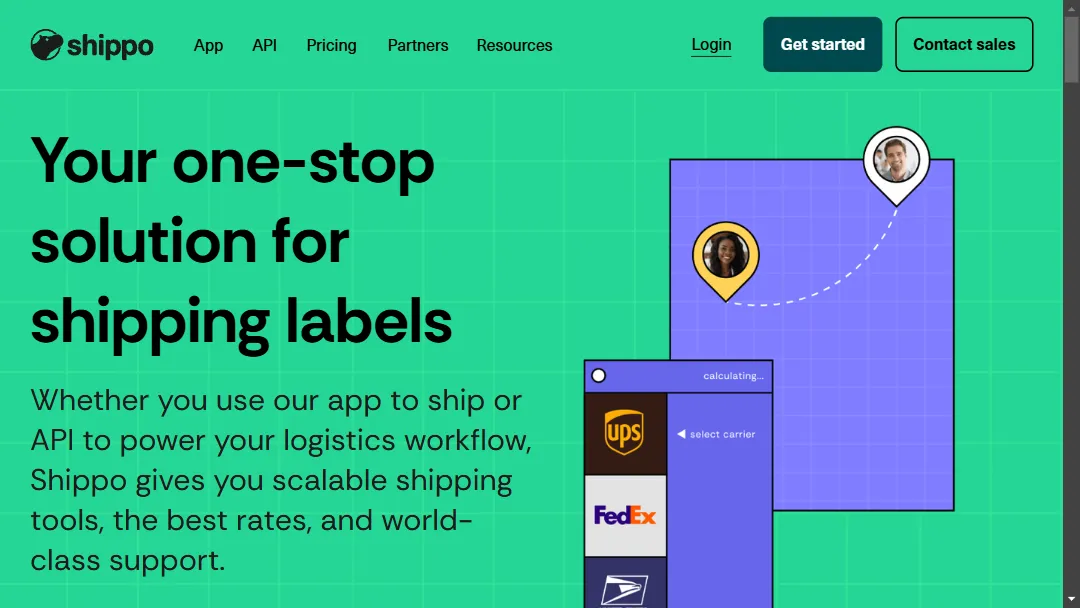 shippo App API Pricing Partners Resources Login Get started Contact sales
Your one-stop
solution for
shipping labels
Whether you use our app to ship or
API to power your logistics workflow,
Shippo gives you scalable shipping
tools, the best rates, and world-
class support.
calculating...
ups
select carrier
FedEx